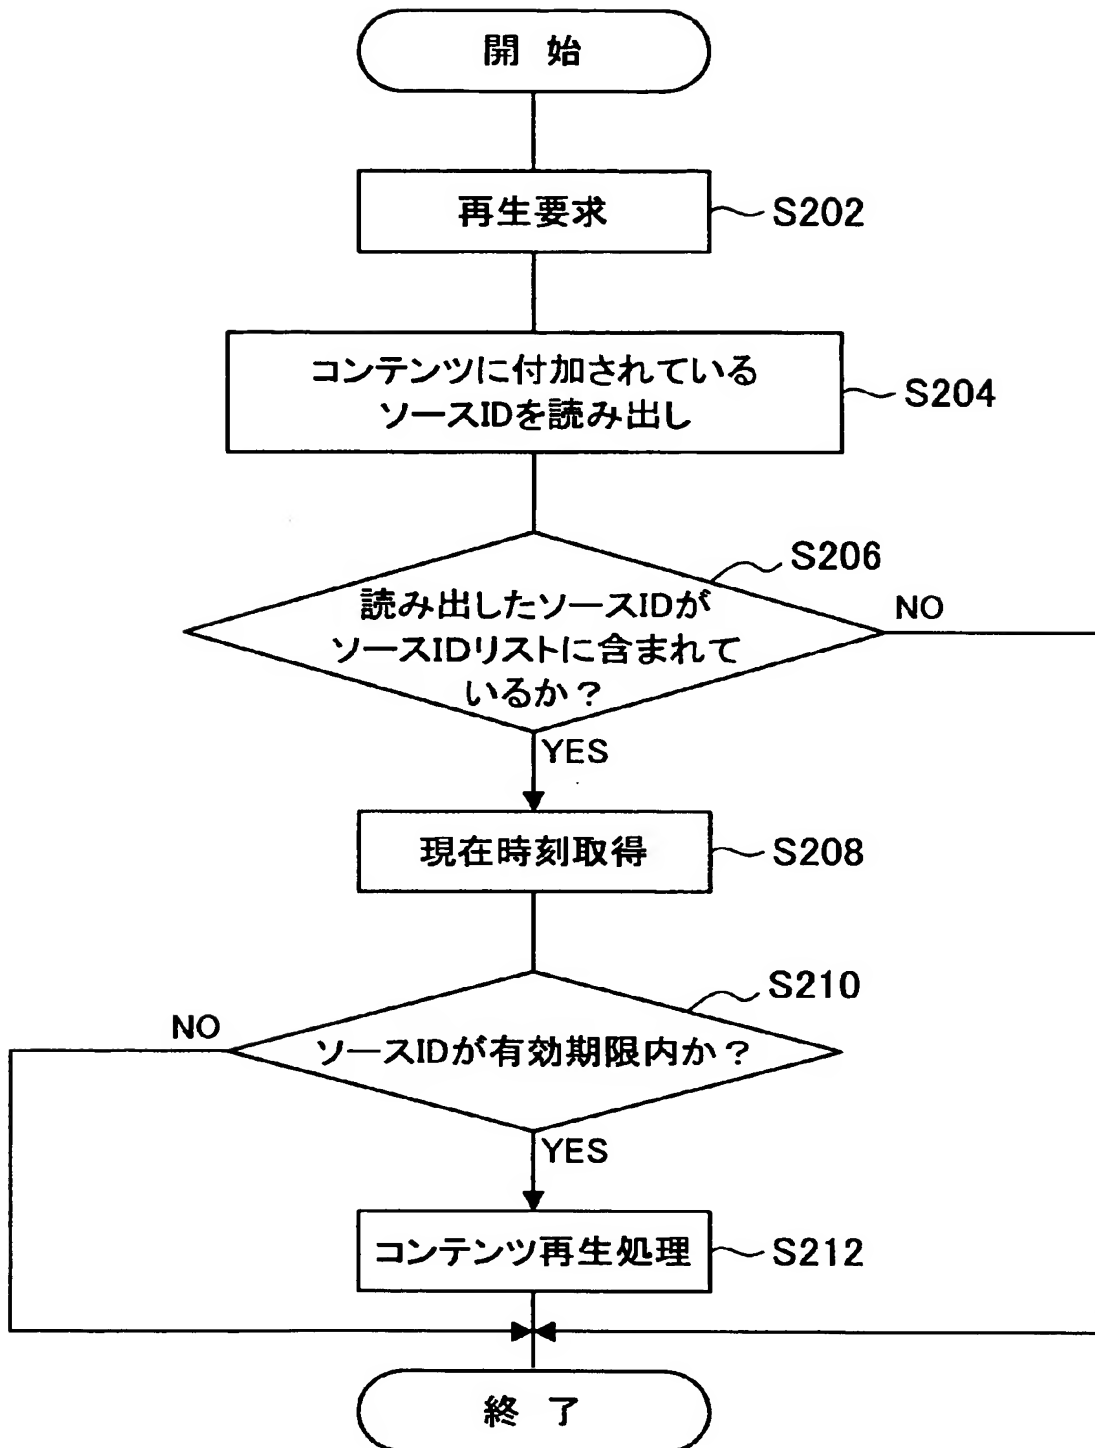 開 始
再生要求
S202
コンテンツに付加されている
ソースIDを読み出し
S204
S206
読み出したソースIDが
ソースIDリストに含まれて
いるか？
NO
YES
現在時刻取得
S208
S210
NO
ソースIDが有効期限内か？
YES
コンテンツ再生処理
S212
終 了